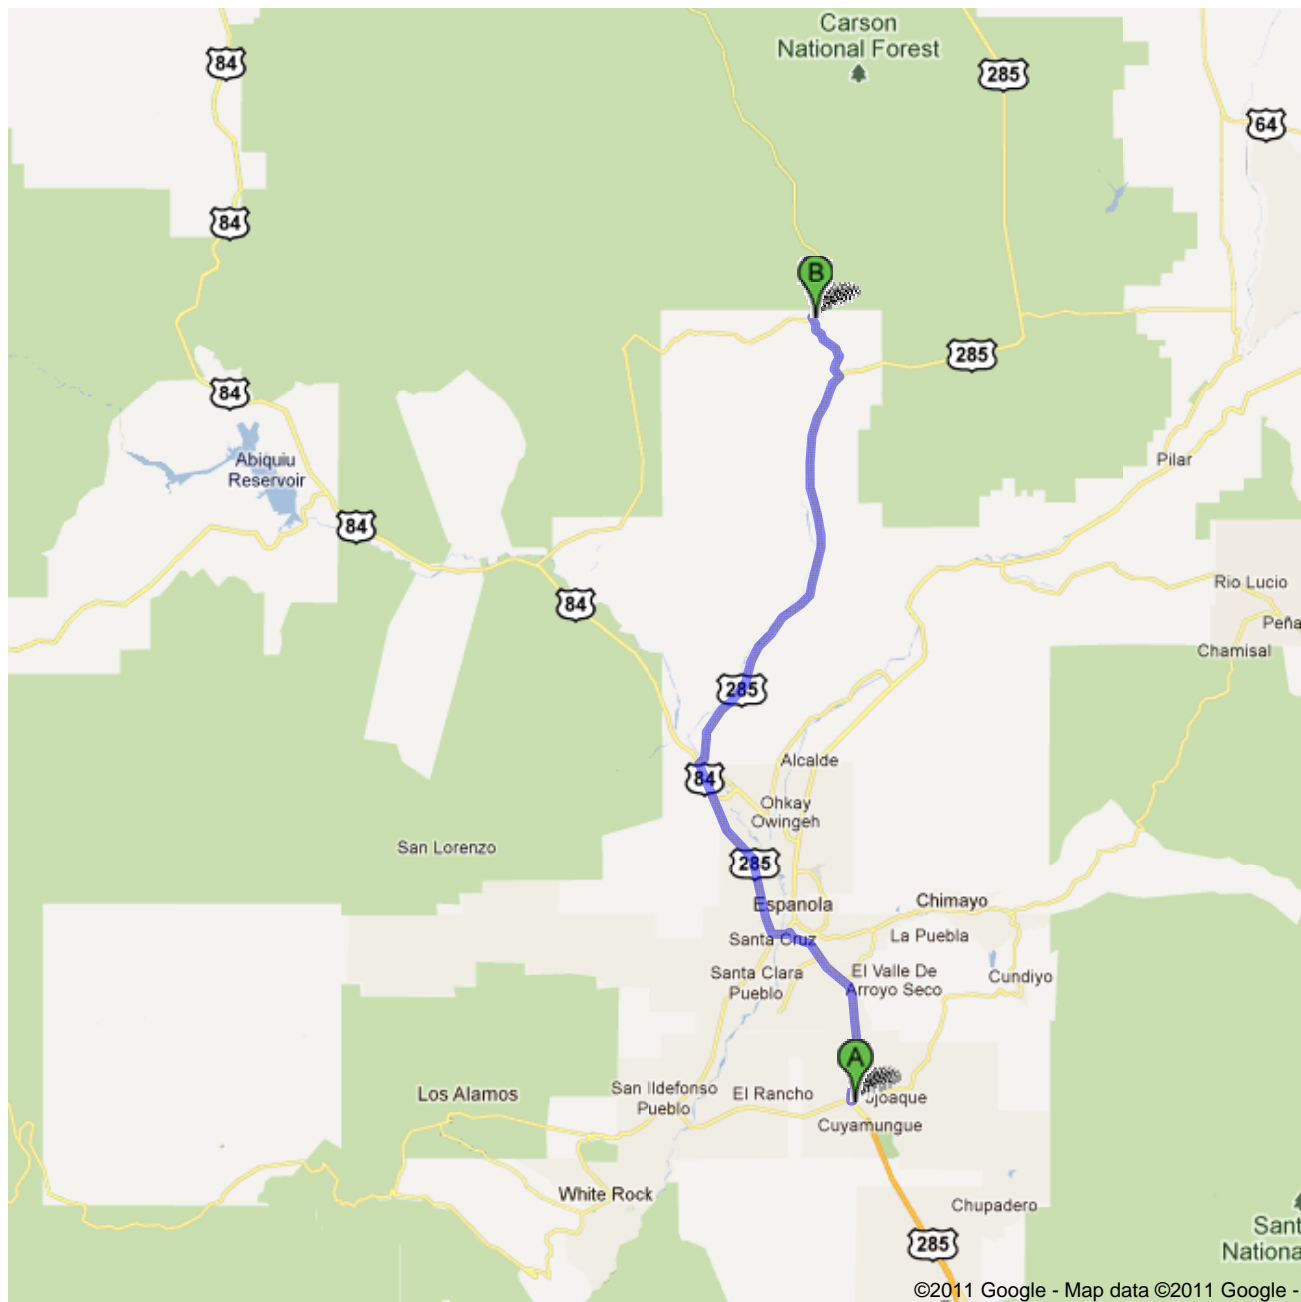 Carson
National Forest
84
285
64
84
B
285
84
Abiquiu
Reservoir
Pilar
84
84
Rio Lucio
Peña
Chamisal
285
Alcalde
84
Ohkay
Owingeh
San Lorenzo
285
Espanola
Chimayo
Santa Cruz
La Puebla
Santa Clara
Pueblo
El Valle De
Arroyo Seco
Cundiyo
A
Los Alamos
San Ildefonso
Pueblo
El Rancho
ojoaque
Cuyamungue
White Rock
Chupadero
285
Sant
Nationa
©2011 Google - Map data ©2011 Google -